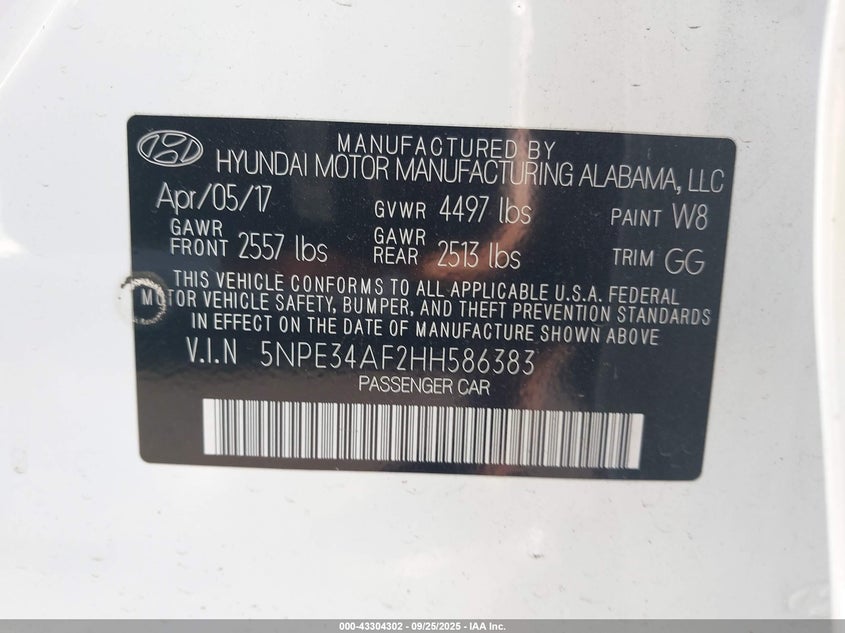 MANUFACTURED BY
HYUNDAI MOTOR MANUFACTURING ALABAMA, LLC
Apr/05/17 GVWR 4497 lbs PAINT W8
GAWR FRONT 2557 lbs GAWR REAR 2513 lbs TRIM GG
THIS VEHICLE CONFORMS TO ALL APPLICABLE U.S.A. FEDERAL
MOTOR VEHICLE SAFETY, BUMPER, AND THEFT PREVENTION STANDARDS
IN EFFECT ON THE DATE OF MANUFACTURE SHOWN ABOVE
V.I.N 5NPE34AF2HH586383
PASSENGER CAR
000-43304302 - 09/25/2025 - IAA Inc.